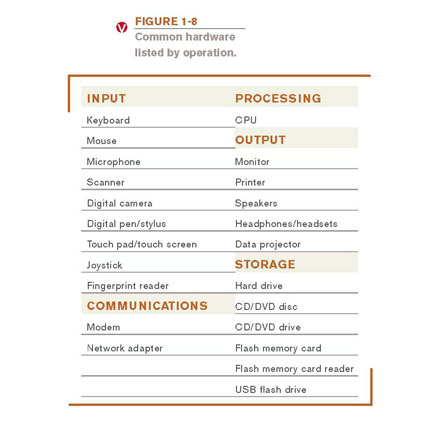 FIGURE 1-8
Common hardware
listed by operation.
INPUT
Keyboard
Mouse
Microphone
Scanner
Digital camera
Digital pen/stylus
Touch pad/touch screen
Joystick
Fingerprint reader
COMMUNICATIONS
Modem
Network adapter
PROCESSING
CPU
OUTPUT
Monitor
Printer
Speakers
Headphones/headsets
Data projector
STORAGE
Hard drive
CD/DVD disc
CD/DVD drive
Flash memory card
Flash memory card reader
USB flash drive